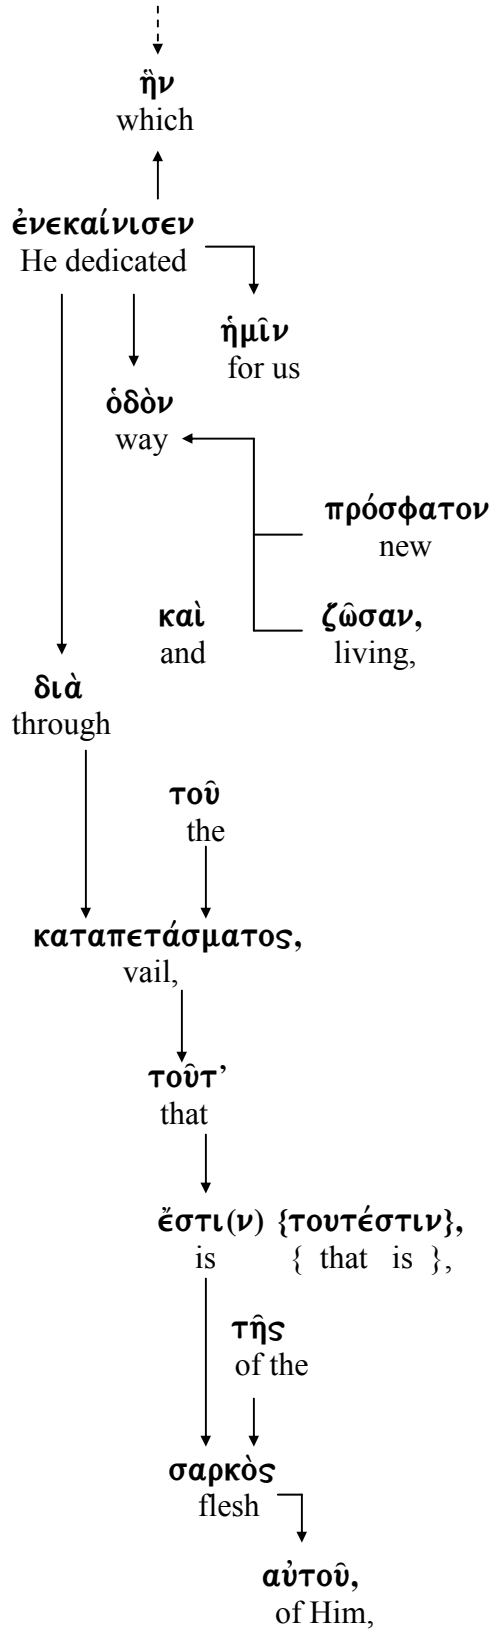 ἣν
which
ἐνεκαίνισεν
He dedicated
ἡμῖν
for us
ὁδὸν
way
πρόσφατον
new
καὶ ζῶσαν,
and living,
διὰ
through
τοῦ
the
καταπετάσματος,
vail,
τοῦτ’
that
ἔστι(ν) {τουτέστιν},
is { that is },
τῆς
of the
σαρκὸς
flesh
αὐτοῦ,
of Him,